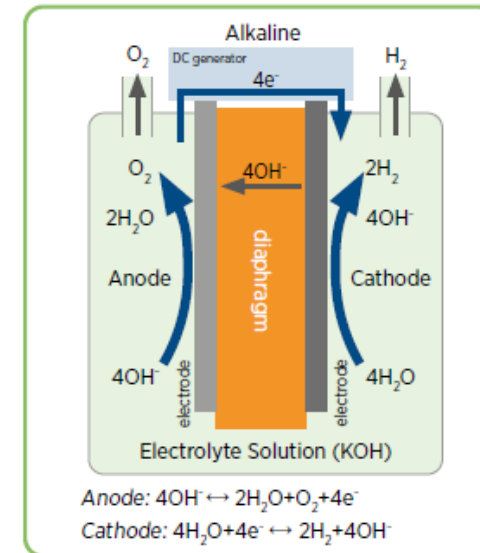 Alkaline
O₂
H₂
DC generator
4e⁻
O₂
4OH⁻
2H₂
2H₂O
4OH⁻
diaphragm
Anode
Cathode
4OH⁻
4H₂O
electrode
electrode
Electrolyte Solution (KOH)
Anode: 4OH⁻ ↔ 2H₂O+O₂+4e⁻
Cathode: 4H₂O+4e⁻ ↔ 2H₂+4OH⁻